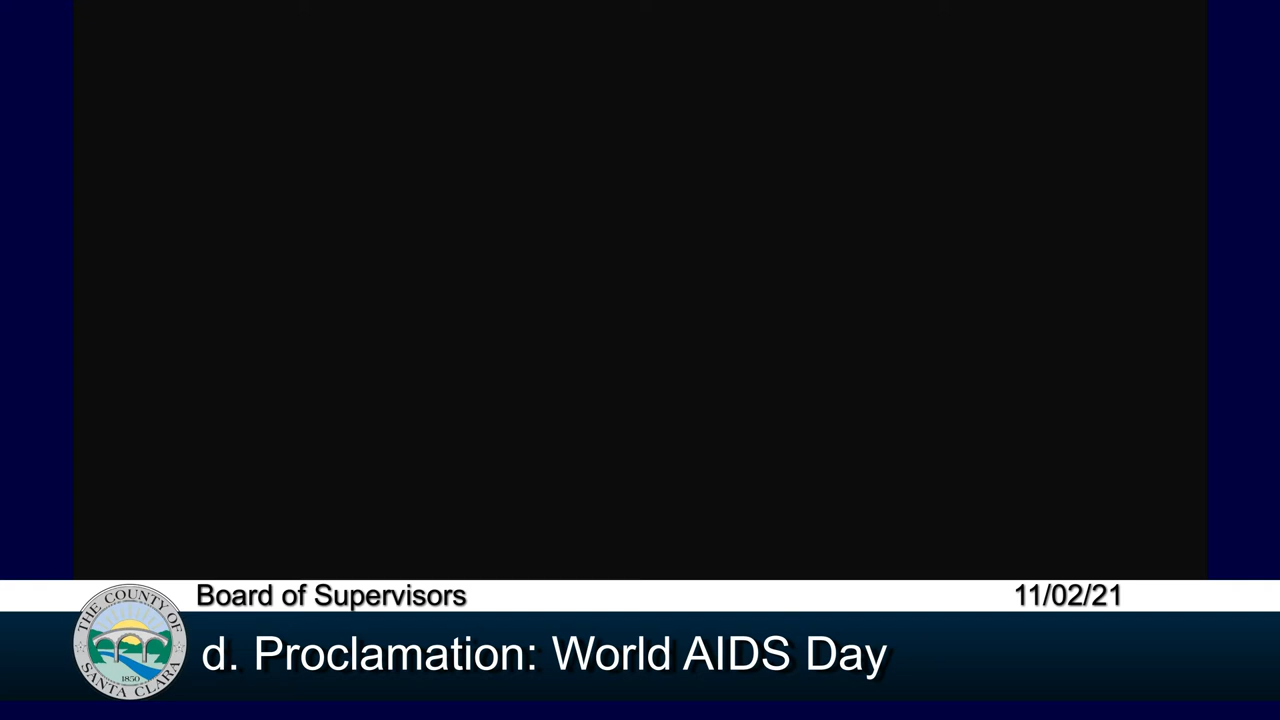 Board of Supervisors 11/02/21
d. Proclamation: World AIDS Day
THE COUNTY OF
SANTA CLARA
1850